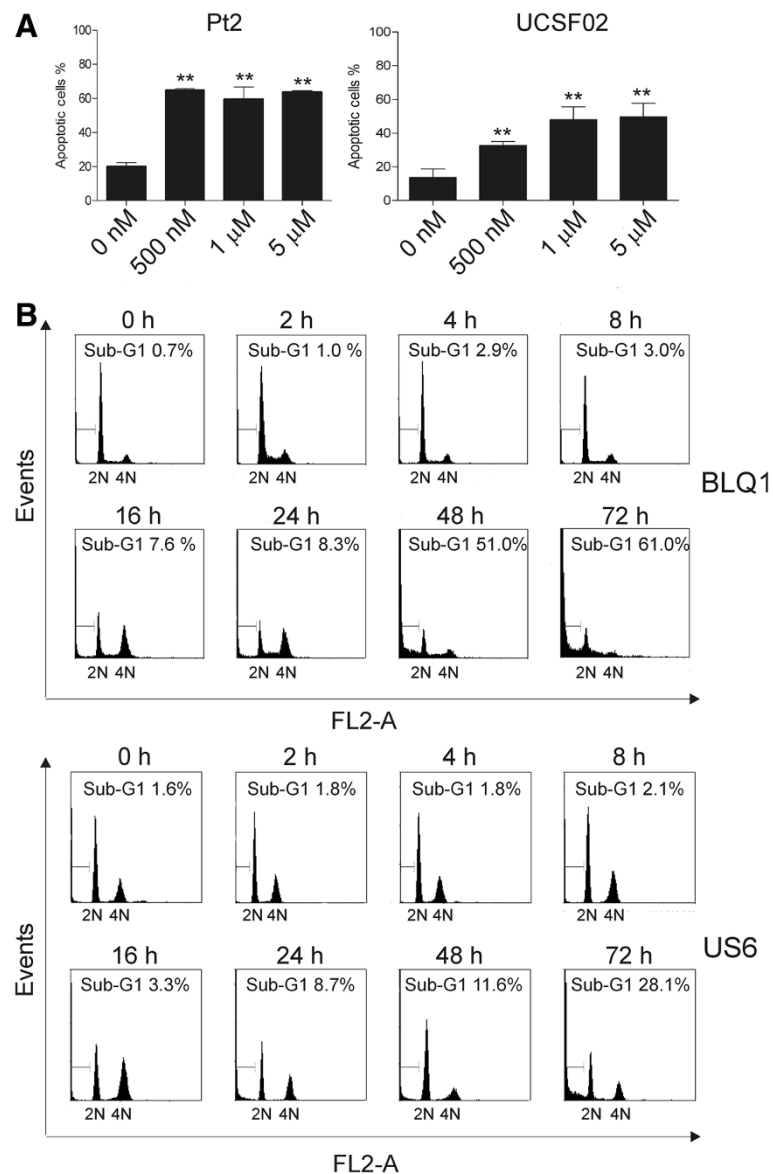 A
Pt2
UCSF02
Apoptotic cells %
100
80
60
40
20
0
** ** **
0 nM 500 nM 1 µM 5 µM
Apoptotic cells %
100
80
60
40
20
0
** ** **
0 nM 500 nM 1 µM 5 µM
B
0 h 2 h 4 h 8 h
Sub-G1 0.7% Sub-G1 1.0 % Sub-G1 2.9% Sub-G1 3.0%
2N 4N 2N 4N 2N 4N 2N 4N
Events
BLQ1
16 h 24 h 48 h 72 h
Sub-G1 7.6 % Sub-G1 8.3% Sub-G1 51.0% Sub-G1 61.0%
2N 4N 2N 4N 2N 4N 2N 4N
FL2-A
0 h 2 h 4 h 8 h
Sub-G1 1.6% Sub-G1 1.8% Sub-G1 1.8% Sub-G1 2.1%
2N 4N 2N 4N 2N 4N 2N 4N
Events
US6
16 h 24 h 48 h 72 h
Sub-G1 3.3% Sub-G1 8.7% Sub-G1 11.6% Sub-G1 28.1%
2N 4N 2N 4N 2N 4N 2N 4N
FL2-A